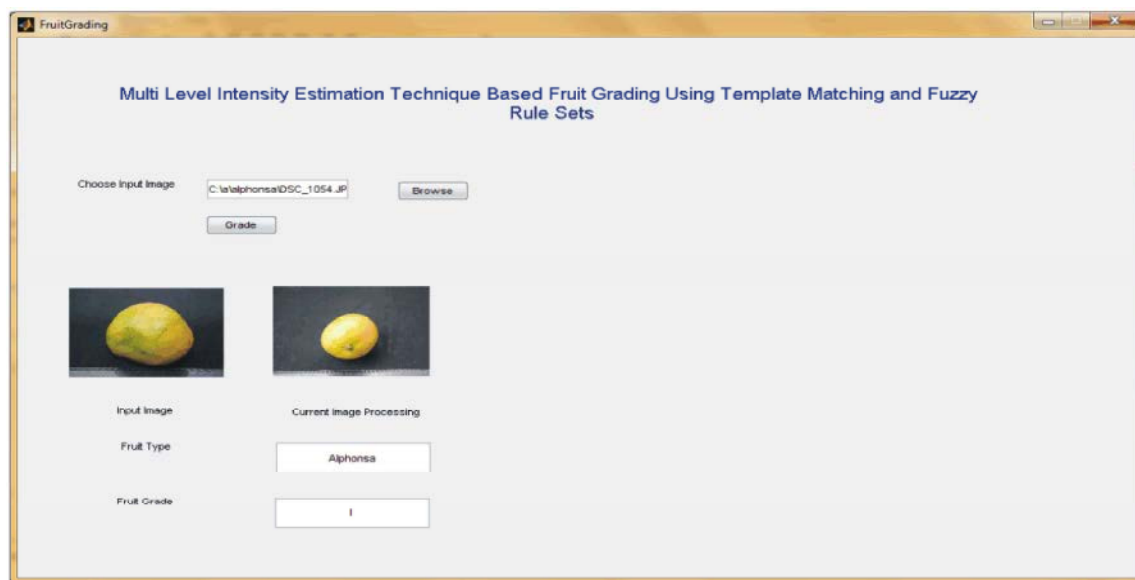 FruitGrading
Multi Level Intensity Estimation Technique Based Fruit Grading Using Template Matching and Fuzzy
Rule Sets
Choose Input Image
C:\a\alphonsa\DSC_1054.JP
Browse
Grade
Input Image
Current Image Processing
Fruit Type
Alphonsa
Fruit Grade
I